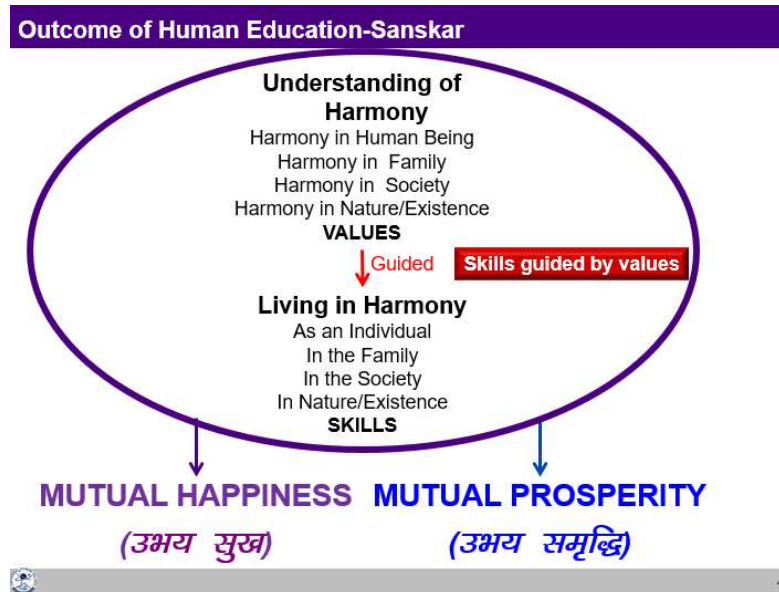 Outcome of Human Education-Sanskar
Understanding of
Harmony
Harmony in Human Being
Harmony in Family
Harmony in Society
Harmony in Nature/Existence
VALUES
Guided
Skills guided by values
Living in Harmony
As an Individual
In the Family
In the Society
In Nature/Existence
SKILLS
MUTUAL HAPPINESS MUTUAL PROSPERITY
(उभय सुख) (उभय समृद्धि)